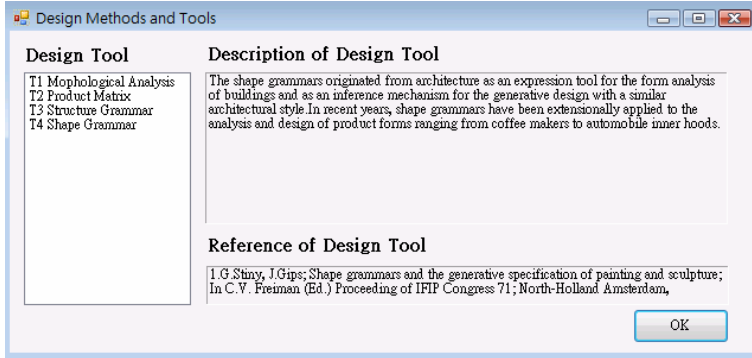 Design Methods and Tools
Design Tool
T1 Mophological Analysis
T2 Product Matrix
T3 Structure Grammar
T4 Shape Grammar
Description of Design Tool
The shape grammars originated from architecture as an expression tool for the form analysis
of buildings and as an inference mechanism for the generative design with a similar
architectural style.In recent years, shape grammars have been extensionally applied to the
analysis and design of product forms ranging from coffee makers to automobile inner hoods.
Reference of Design Tool
1.G.Stiny, J.Gips; Shape grammars and the generative specification of painting and sculpture;
In C.V. Freiman (Ed.) Proceeding of IFIP Congress 71; North-Holland Amsterdam,
OK